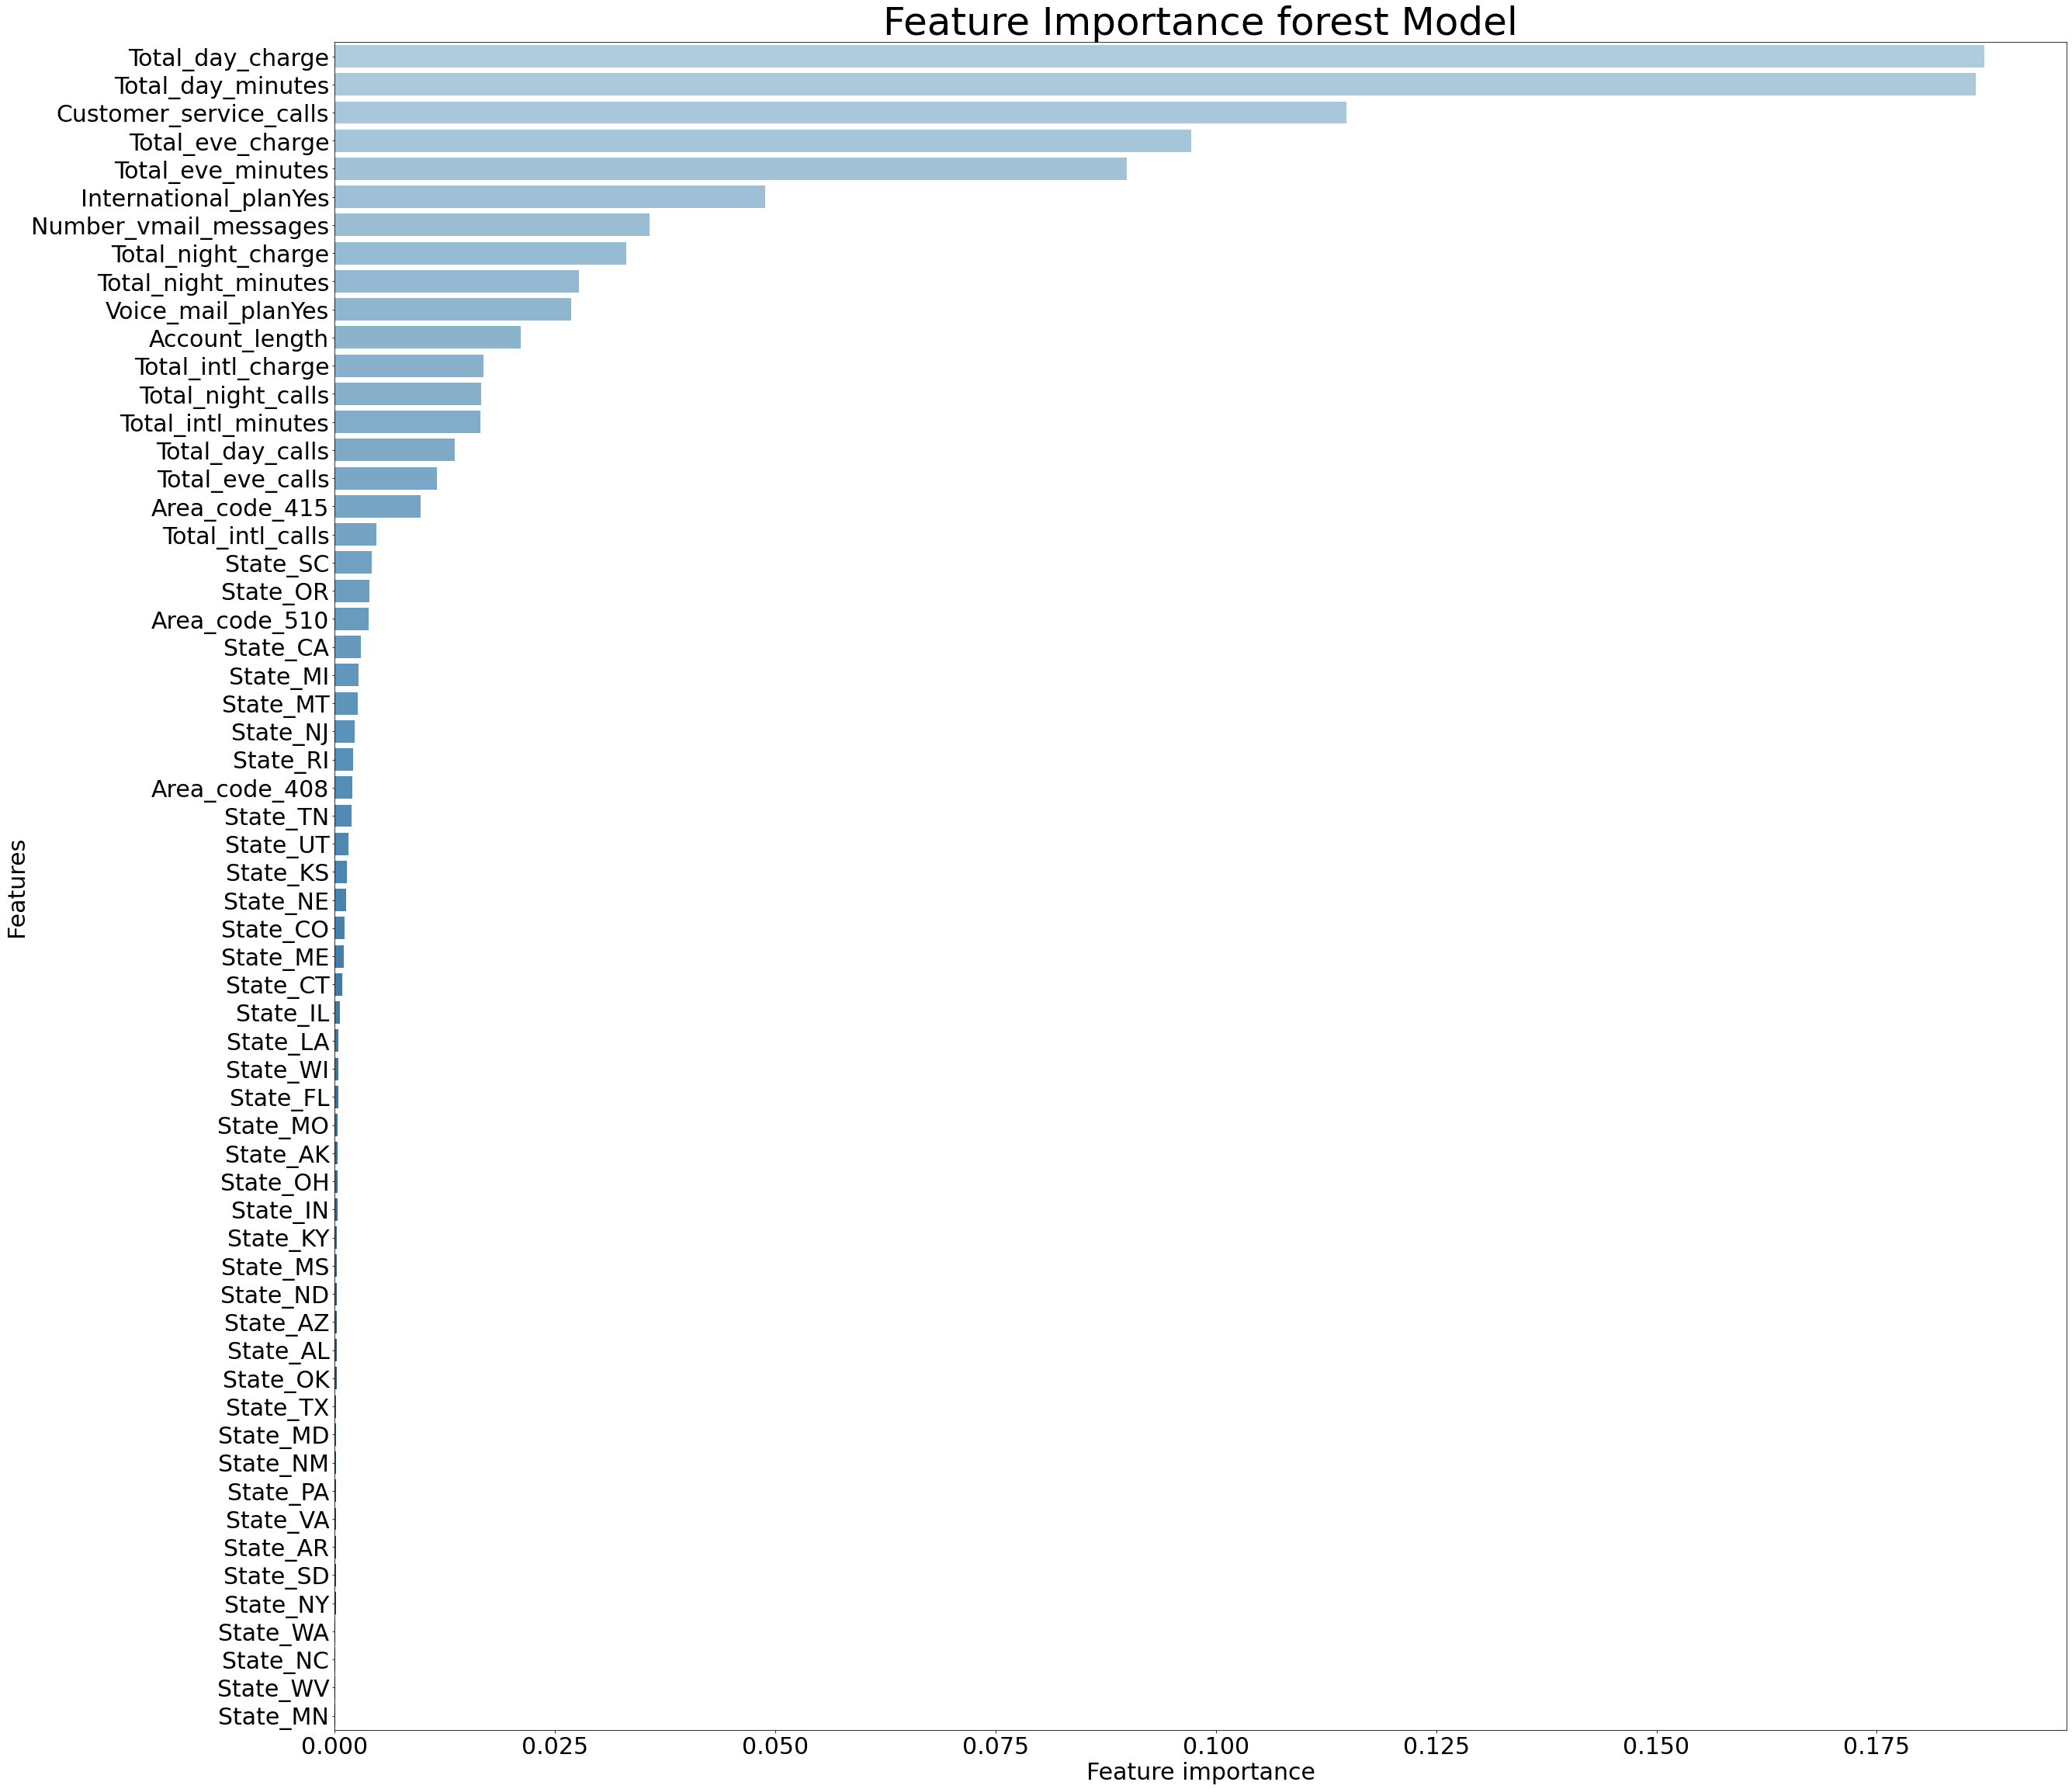 Feature Importance forest Model
Total_day_charge
Total_day_minutes
Customer_service_calls
Total_eve_charge
Total_eve_minutes
International_planYes
Number_vmail_messages
Total_night_charge
Total_night_minutes
Voice_mail_planYes
Account_length
Total_intl_charge
Total_night_calls
Total_intl_minutes
Total_day_calls
Total_eve_calls
Area_code_415
Total_intl_calls
State_SC
State_OR
Area_code_510
State_CA
State_MI
State_MT
State_NJ
State_RI
Area_code_408
State_TN
State_UT
State_KS
State_NE
State_CO
State_ME
State_CT
State_IL
State_LA
State_WI
State_FL
State_MO
State_AK
State_OH
State_IN
State_KY
State_MS
State_ND
State_AZ
State_AL
State_OK
State_TX
State_MD
State_NM
State_PA
State_VA
State_AR
State_SD
State_NY
State_WA
State_NC
State_WV
State_MN
Features
0.000 0.025 0.050 0.075 0.100 0.125 0.150 0.175
Feature importance